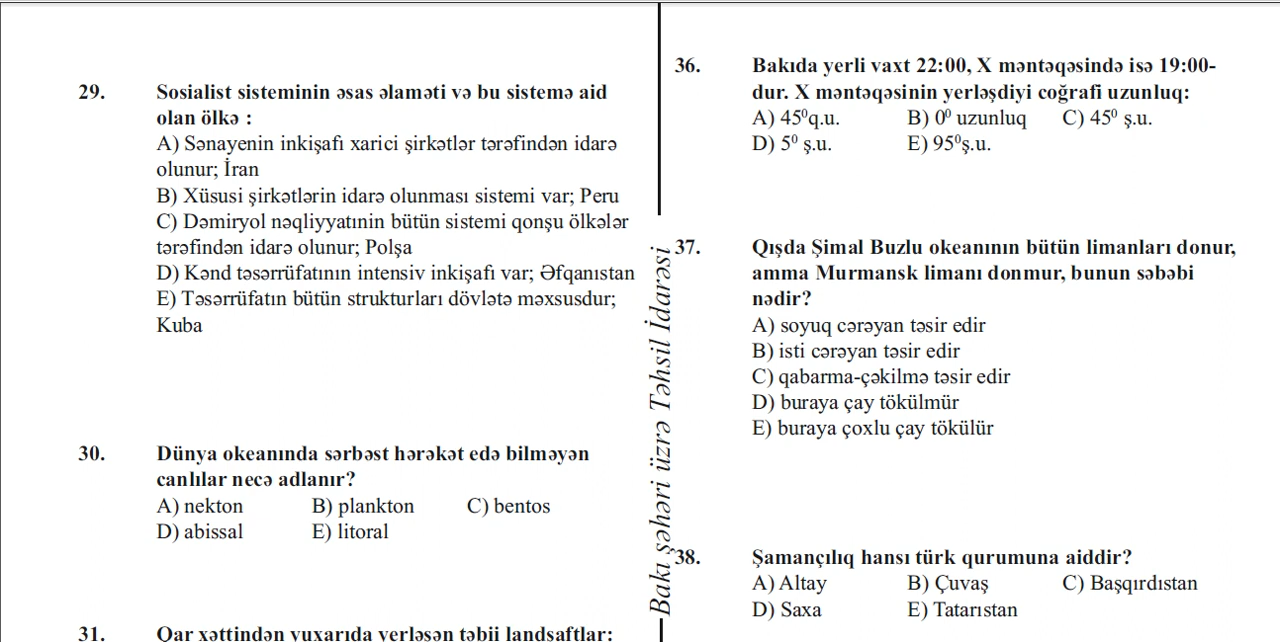 29. Sosialist sisteminin əsas əlaməti və bu sistemə aid
olan ölkə :
A) Sənayenin inkişafı xarici şirkətlər tərəfindən idarə
olunur; İran
B) Xüsusi şirkətlərin idarə olunması sistemi var; Peru
C) Dəmiryol nəqliyyatının bütün sistemi qonşu ölkələr
tərəfindən idarə olunur; Polşa
D) Kənd təsərrüfatının intensiv inkişafı var; Əfqanıstan
E) Təsərrüfatın bütün strukturları dövlətə məxsusdur;
Kuba
30. Dünya okeanında sərbəst hərəkət edə bilməyən
canlılar necə adlanır?
A) nekton B) plankton C) bentos
D) abissal E) litoral
31. Qar xəttindən yuxarıda yerləşən təbii landşaftlar:
Bakı şəhəri üzrə Təhsil İdarəsi
36. Bakıda yerli vaxt 22:00, X məntəqəsində isə 19:00-
dur. X məntəqəsinin yerləşdiyi coğrafi uzunluq:
A) 45⁰q.u. B) 0⁰ uzunluq C) 45⁰ ş.u.
D) 5⁰ ş.u. E) 95⁰ş.u.
37. Qışda Şimal Buzlu okeanının bütün limanları donur,
amma Murmansk limanı donmur, bunun səbəbi
nədir?
A) soyuq cərəyan təsir edir
B) isti cərəyan təsir edir
C) qabarma-çəkilmə təsir edir
D) buraya çay tökülmür
E) buraya çoxlu çay tökülür
38. Şamançılıq hansı türk qurumuna aiddir?
A) Altay B) Çuvaş C) Başqırdıstan
D) Saxa E) Tatarıstan